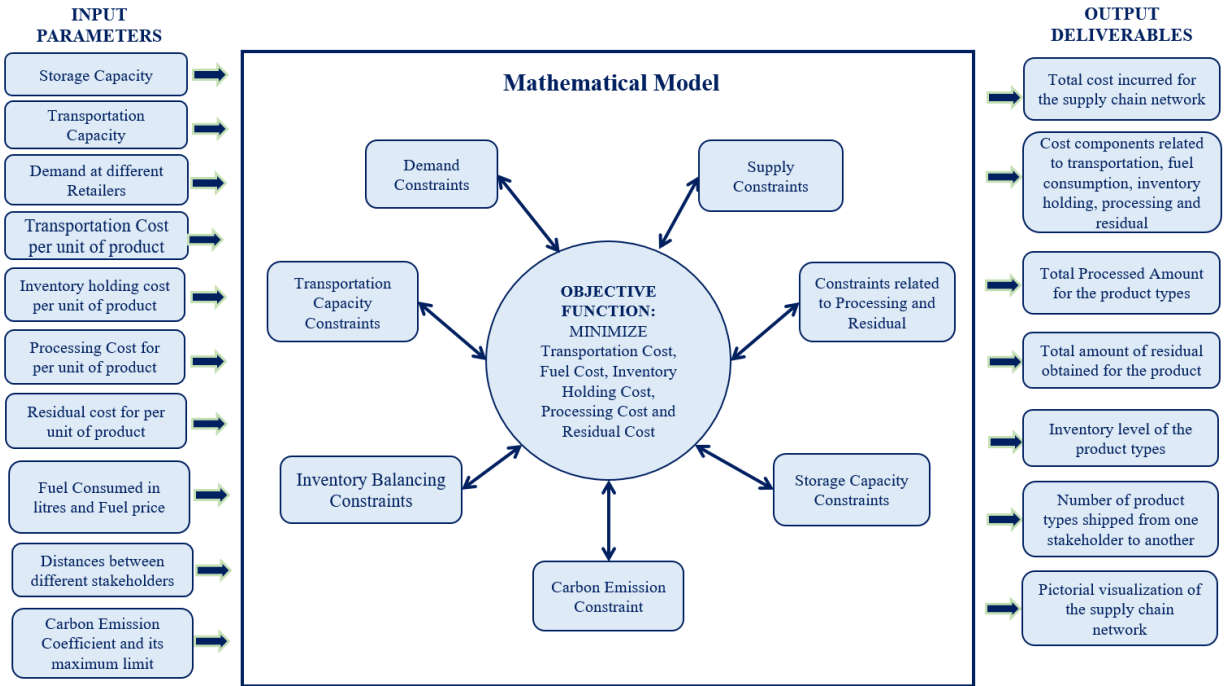 INPUT
PARAMETERS
Storage Capacity
Transportation
Capacity
Demand at different
Retailers
Transportation Cost
per unit of product
Inventory holding cost
per unit of product
Processing Cost for
per unit of product
Residual cost for per
unit of product
Fuel Consumed in
litres and Fuel price
Distances between
different stakeholders
Carbon Emission
Coefficient and its
maximum limit
Mathematical Model
Demand
Constraints
Supply
Constraints
Transportation
Capacity
Constraints
OBJECTIVE
FUNCTION:
MINIMIZE
Transportation Cost,
Fuel Cost, Inventory
Holding Cost,
Processing Cost and
Residual Cost
Constraints related
to Processing and
Residual
Inventory Balancing
Constraints
Storage Capacity
Constraints
Carbon Emission
Constraint
OUTPUT
DELIVERABLES
Total cost incurred for
the supply chain network
Cost components related
to transportation, fuel
consumption, inventory
holding, processing and
residual
Total Processed Amount
for the product types
Total amount of residual
obtained for the product
Inventory level of the
product types
Number of product
types shipped from one
stakeholder to another
Pictorial visualization of
the supply chain
network